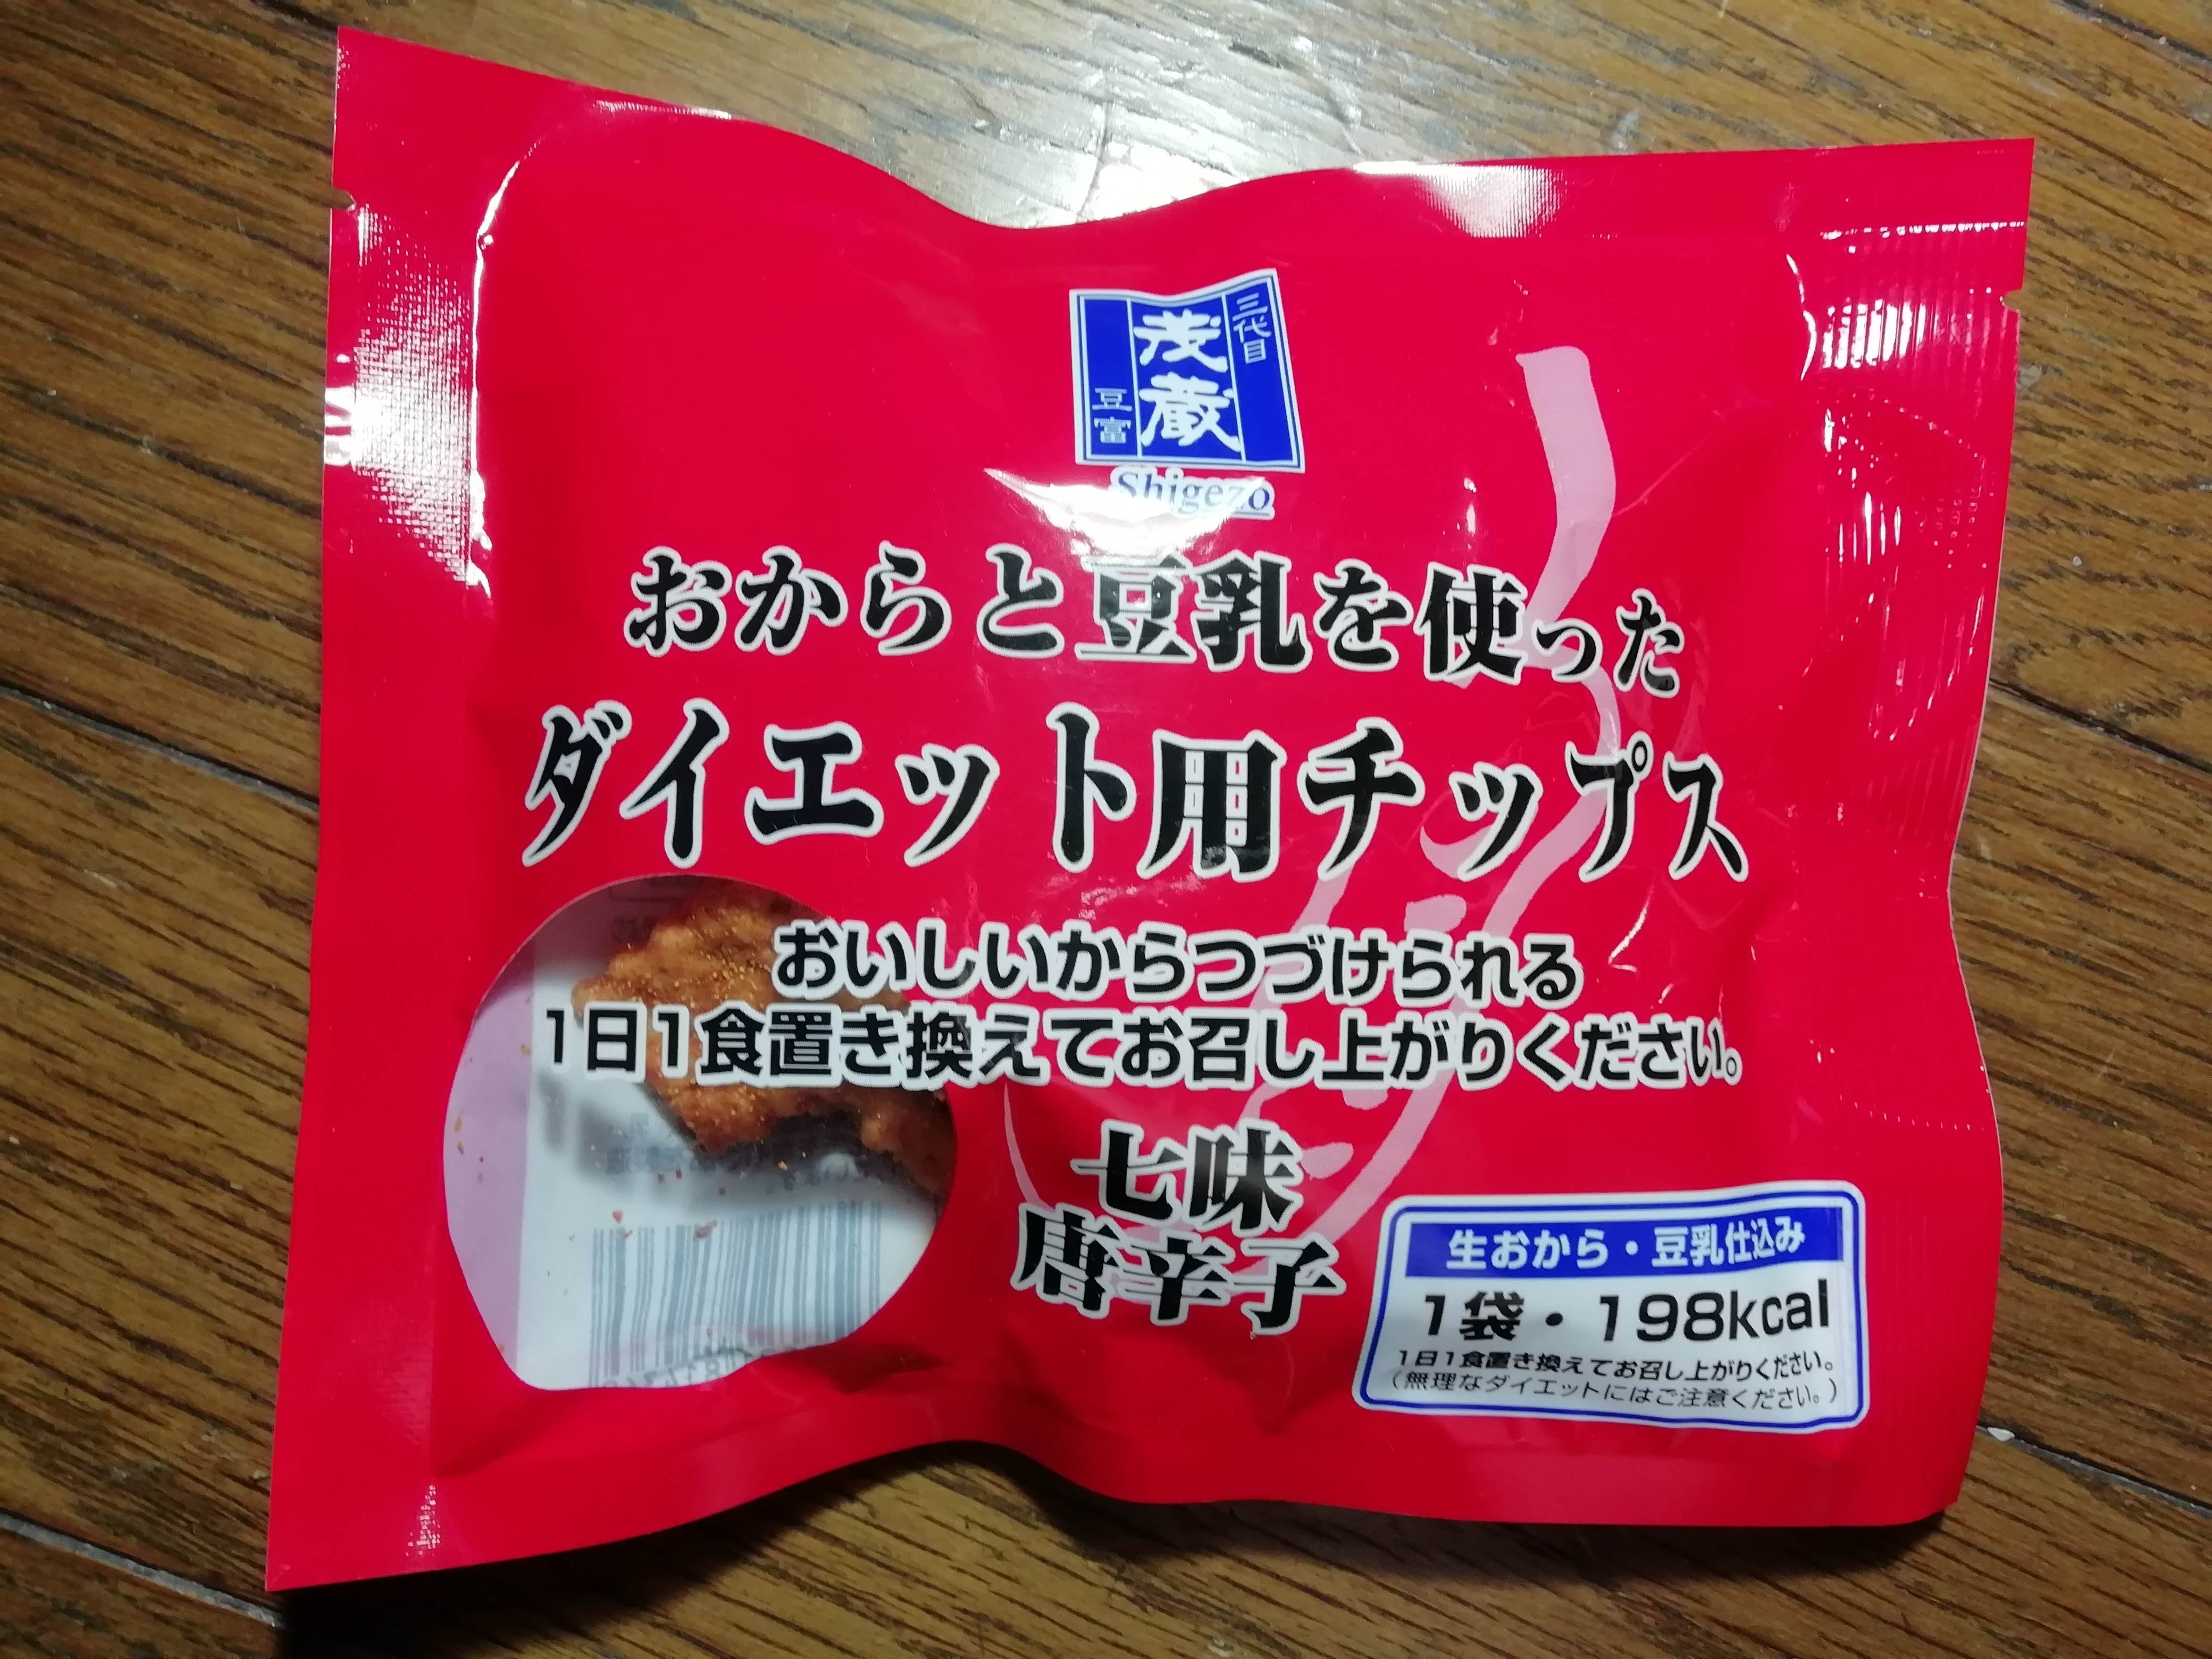 三代目
茂蔵
豆富
Shigezo
おからと豆乳を使った
ダイエット用チップス
おいしいからつづけられる
1日1食置き換えてお召し上がりください。
七味
唐辛子
生おから・豆乳仕込み
1袋・198kcal
1日1食置き換えてお召し上がりください。
(無理なダイエットにはご注意ください。)